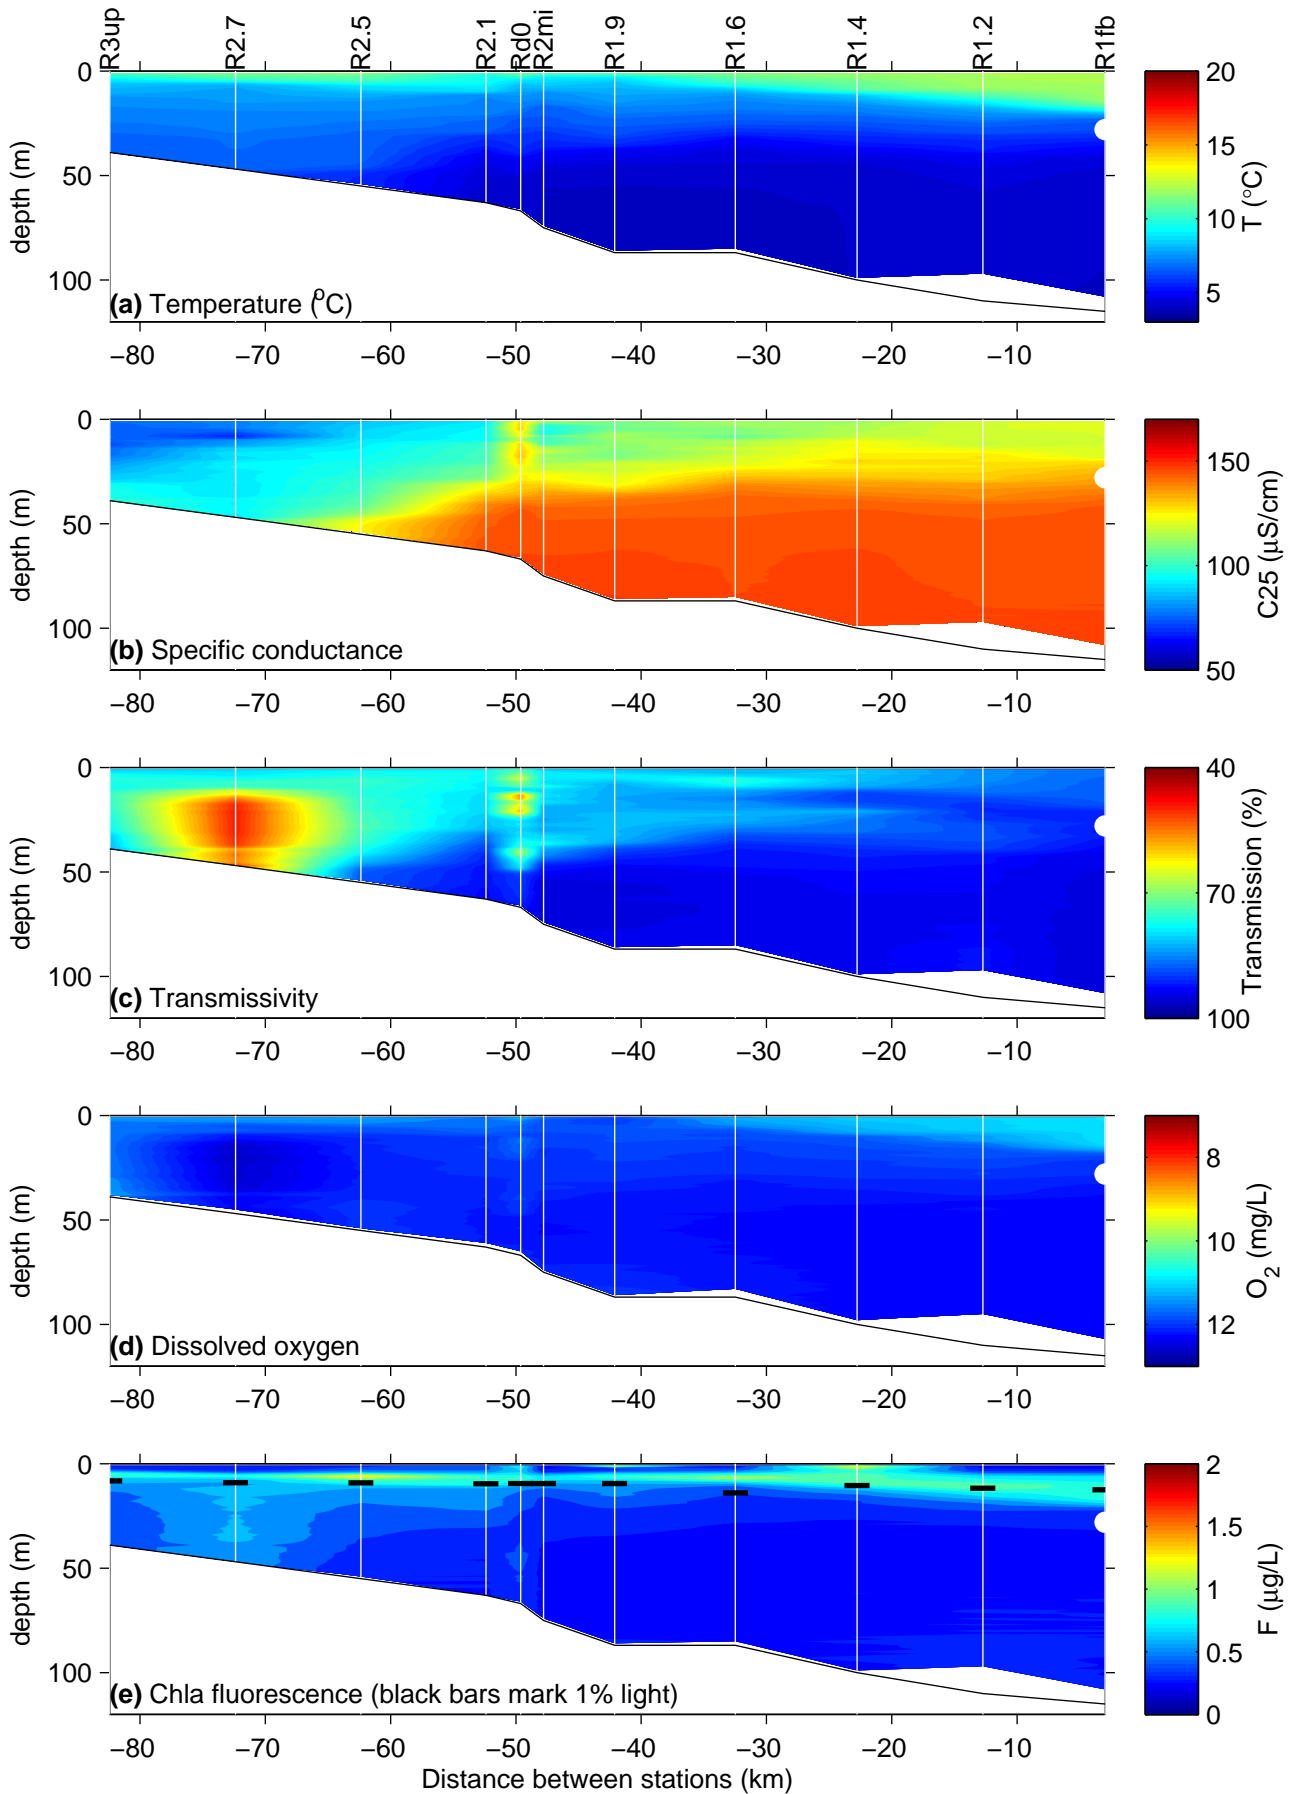 R3up R2.7 R2.5 R2.1 Rd0 R2mi R1.9 R1.6 R1.4 R1.2 R1fb
0
50
100
depth (m)
(a) Temperature (°C)
−80 −70 −60 −50 −40 −30 −20 −10
20
15
10
5
T (°C)
0
50
100
depth (m)
(b) Specific conductance
−80 −70 −60 −50 −40 −30 −20 −10
150
100
50
C25 (μS/cm)
0
50
100
depth (m)
(c) Transmissivity
−80 −70 −60 −50 −40 −30 −20 −10
40
70
100
Transmission (%)
0
50
100
depth (m)
(d) Dissolved oxygen
−80 −70 −60 −50 −40 −30 −20 −10
8
10
12
O2 (mg/L)
0
50
100
depth (m)
(e) Chla fluorescence (black bars mark 1% light)
−80 −70 −60 −50 −40 −30 −20 −10
2
1.5
1
0.5
0
F (μg/L)
Distance between stations (km)